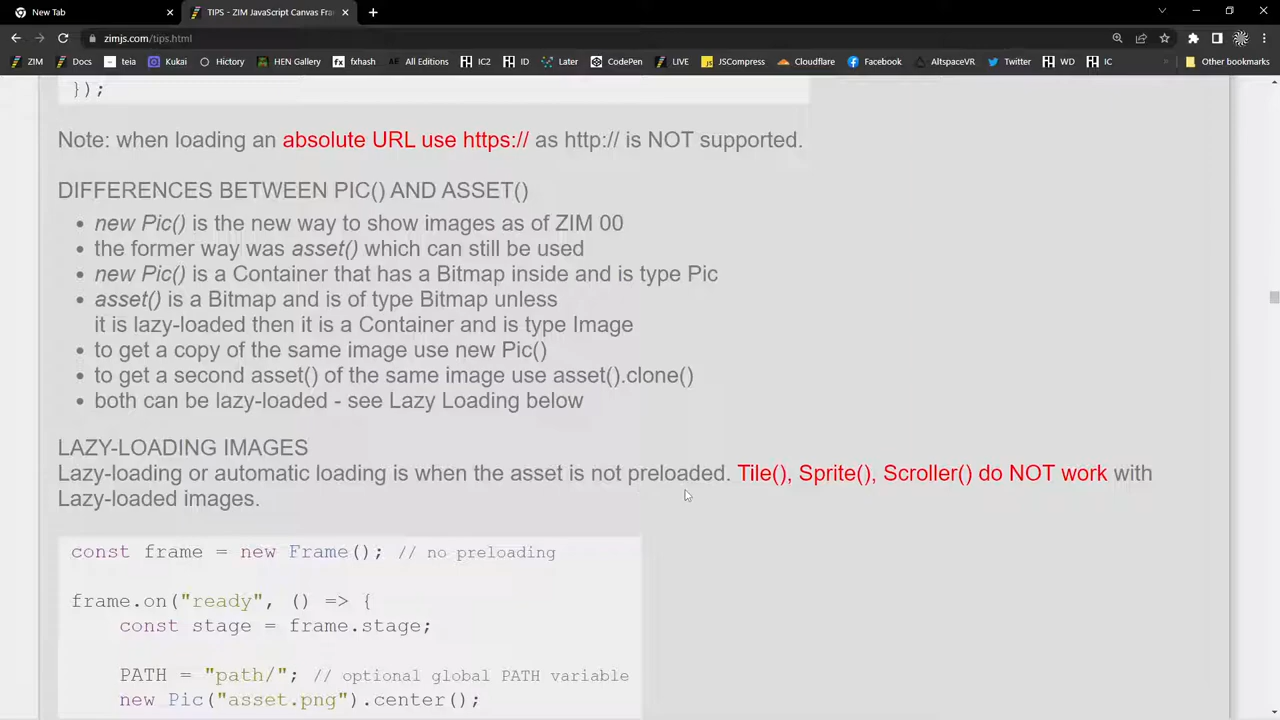 New Tab
TIPS - ZIM JavaScript Canvas Fra
zimjs.com/tips.html
ZIM Docs teia Kukai Hictory HEN Gallery fxhash All Editions IC2 ID Later CodePen LIVE JSCompress Cloudflare Facebook AltspaceVR Twitter WD IC » Other bookmarks
});
Note: when loading an absolute URL use https:// as http:// is NOT supported.
DIFFERENCES BETWEEN PIC() AND ASSET()
• new Pic() is the new way to show images as of ZIM 00
• the former way was asset() which can still be used
• new Pic() is a Container that has a Bitmap inside and is type Pic
• asset() is a Bitmap and is of type Bitmap unless
it is lazy-loaded then it is a Container and is type Image
• to get a copy of the same image use new Pic()
• to get a second asset() of the same image use asset().clone()
• both can be lazy-loaded - see Lazy Loading below
LAZY-LOADING IMAGES
Lazy-loading or automatic loading is when the asset is not preloaded. Tile(), Sprite(), Scroller() do NOT work with
Lazy-loaded images.
const frame = new Frame(); // no preloading
frame.on("ready", () => {
const stage = frame.stage;
PATH = "path/"; // optional global PATH variable
new Pic("asset.png").center();